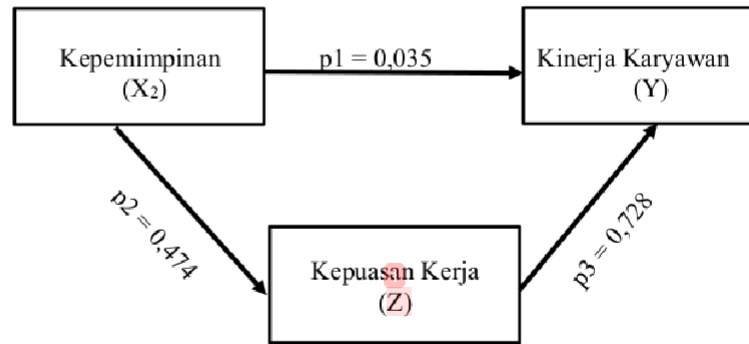 Kepemimpinan
(X₂)
p1 = 0,035
Kinerja Karyawan
(Y)
p2 = 0,474
p3 = 0,728
Kepuasan Kerja
(Z)